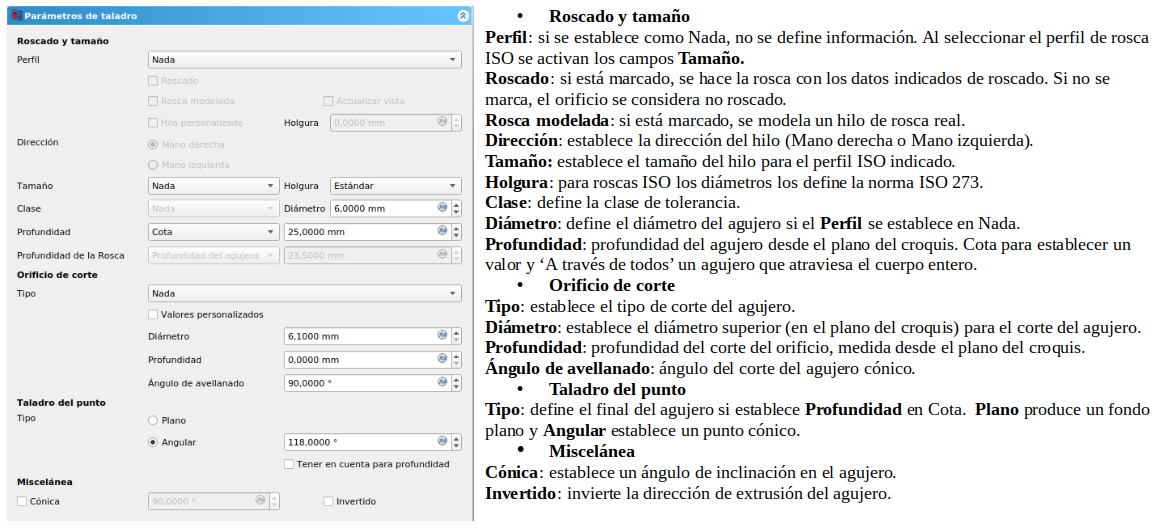 Parámetros de taladro
Roscado y tamaño
Perfil Nada
Roscado
Rosca modelada Actualizar vista
Hilo personalizado Holgura 0,0000 mm
Dirección Mano derecha
Mano izquierda
Tamaño Nada Holgura Estándar
Clase Nada Diámetro 6,0000 mm
Profundidad Cota 25,0000 mm
Profundidad de la Rosca Profundidad del agujero 23,5000 mm
Orificio de corte
Tipo Nada
Valores personalizados
Diámetro 6,1000 mm
Profundidad 0,0000 mm
Ángulo de avellanado 90,0000 °
Taladro del punto
Tipo Plano
Angular 118,0000 °
Tener en cuenta para profundidad
Misceláneа
Cónica 90,0000 ° Invertido
• Roscado y tamaño
Perfil: si se establece como Nada, no se define información. Al seleccionar el perfil de rosca
ISO se activan los campos Tamaño.
Roscado: si está marcado, se hace la rosca con los datos indicados de roscado. Si no se
marca, el orificio se considera no roscado.
Rosca modelada: si está marcado, se modela un hilo de rosca real.
Dirección: establece la dirección del hilo (Mano derecha o Mano izquierda).
Tamaño: establece el tamaño del hilo para el perfil ISO indicado.
Holgura: para roscas ISO los diámetros los define la norma ISO 273.
Clase: define la clase de tolerancia.
Diámetro: define el diámetro del agujero si el Perfil se establece en Nada.
Profundidad: profundidad del agujero desde el plano del croquis. Cota para establecer un
valor y ‘A través de todos’ un agujero que atraviesa el cuerpo entero.
• Orificio de corte
Tipo: establece el tipo de corte del agujero.
Diámetro: establece el diámetro superior (en el plano del croquis) para el corte del agujero.
Profundidad: profundidad del corte del orificio, medida desde el plano del croquis.
Ángulo de avellanado: ángulo del corte del agujero cónico.
• Taladro del punto
Tipo: define el final del agujero si establece Profundidad en Cota. Plano produce un fondo
plano y Angular establece un punto cónico.
• Miscelánea
Cónica: establece un ángulo de inclinación en el agujero.
Invertido: invierte la dirección de extrusión del agujero.